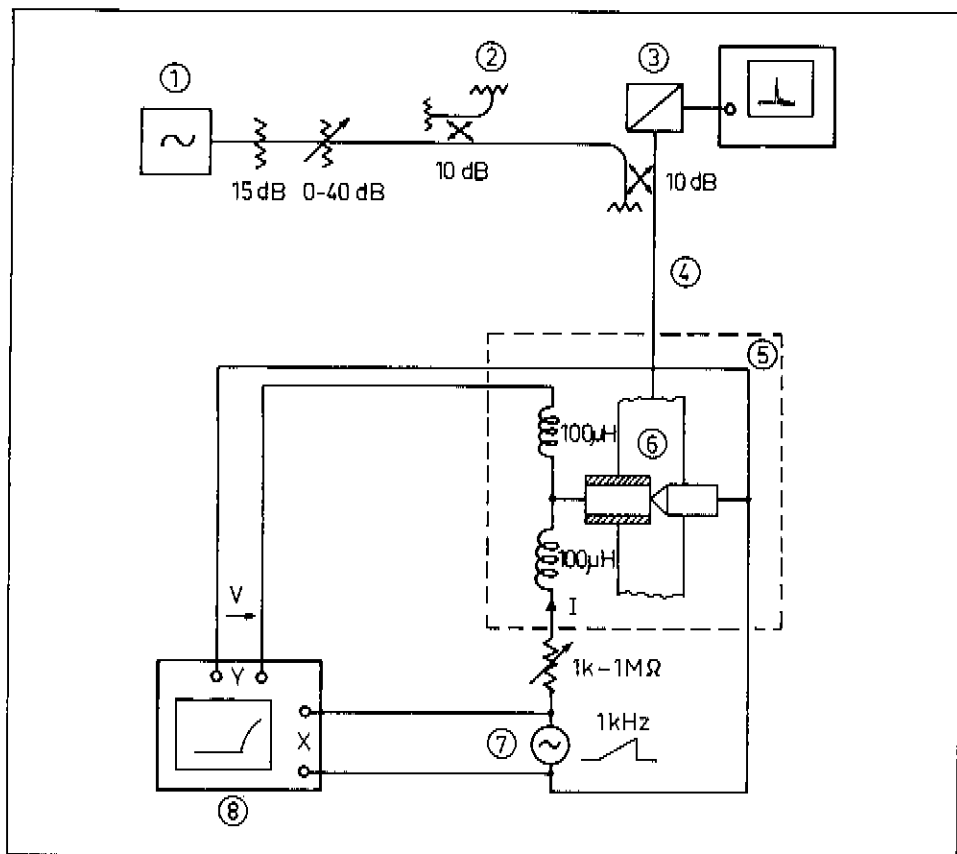 ①
②
③
15 dB
0-40 dB
10 dB
10 dB
④
⑤
100μH
⑥
100μH
V
I
1k-1MΩ
Y
X
⑦
1kHz
⑧